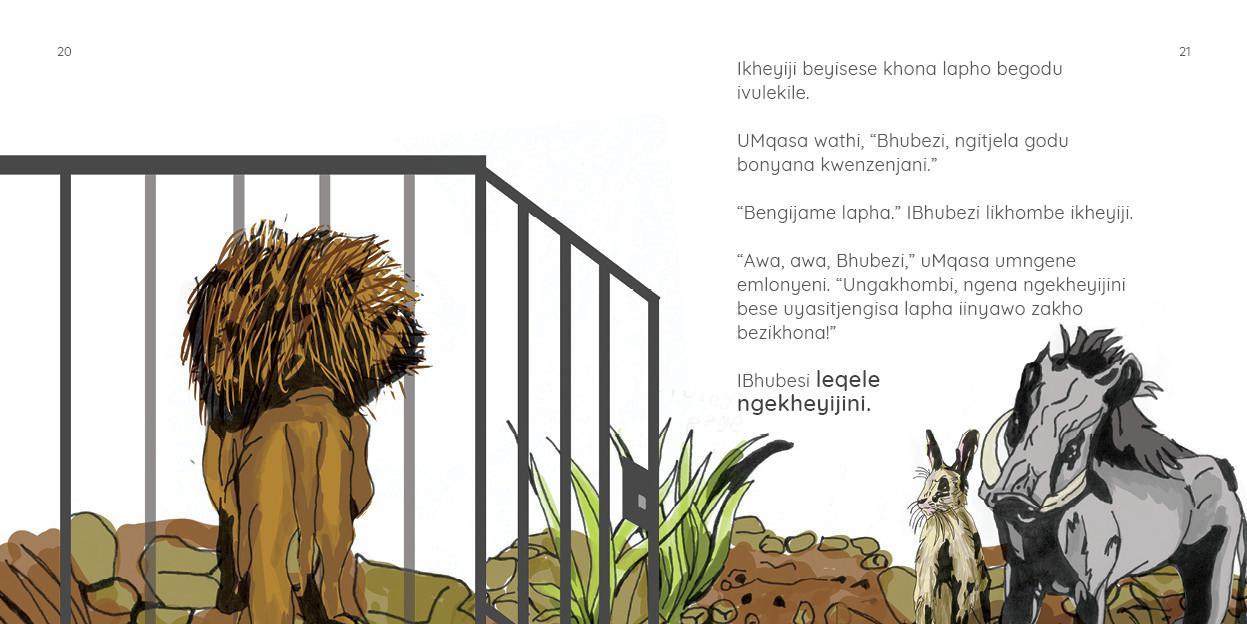 20
21
Ikheyiji beyisese khona lapho begodu
ivulekile.
UMqasa wathi, “Bhubezi, ngitjela godu
bonyana kwenzenjani.”
“Bengijame lapha.” IBhubezi likhombe ikheyiji.
“Awa, awa, Bhubezi,” uMqasa umngene
emlonyeni. “Ungakhombi, ngena ngekheyijini
bese uyasitjengisa lapha iinyawo zakho
bezikhona!”
IBhubesi leqele
ngekheyijini.